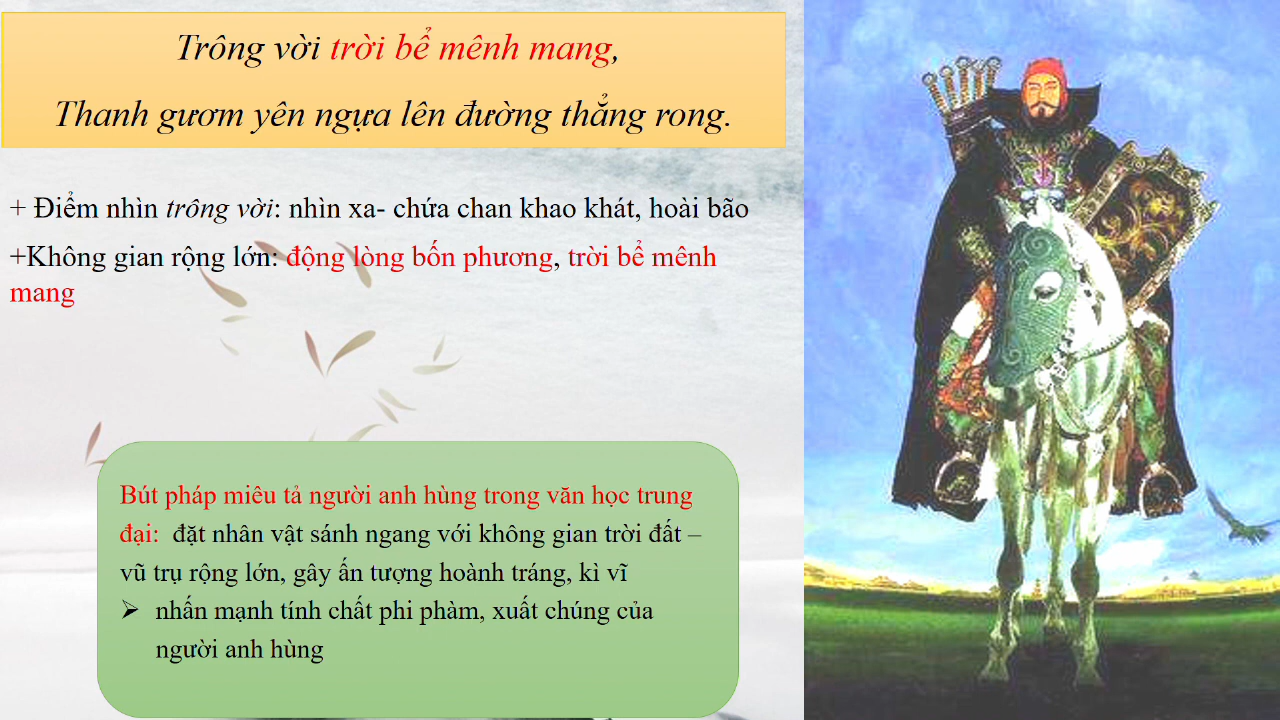 Trông vời trời bể mênh mang,
Thanh gươm yên ngựa lên đường thẳng rong.
+ Điểm nhìn trông vời: nhìn xa- chứa chan khao khát, hoài bão
+Không gian rộng lớn: động lòng bốn phương, trời bể mênh
mang
Bút pháp miêu tả người anh hùng trong văn học trung
đại: đặt nhân vật sánh ngang với không gian trời đất –
vũ trụ rộng lớn, gây ấn tượng hoành tráng, kì vĩ
➢ nhấn mạnh tính chất phi phàm, xuất chúng của
người anh hùng